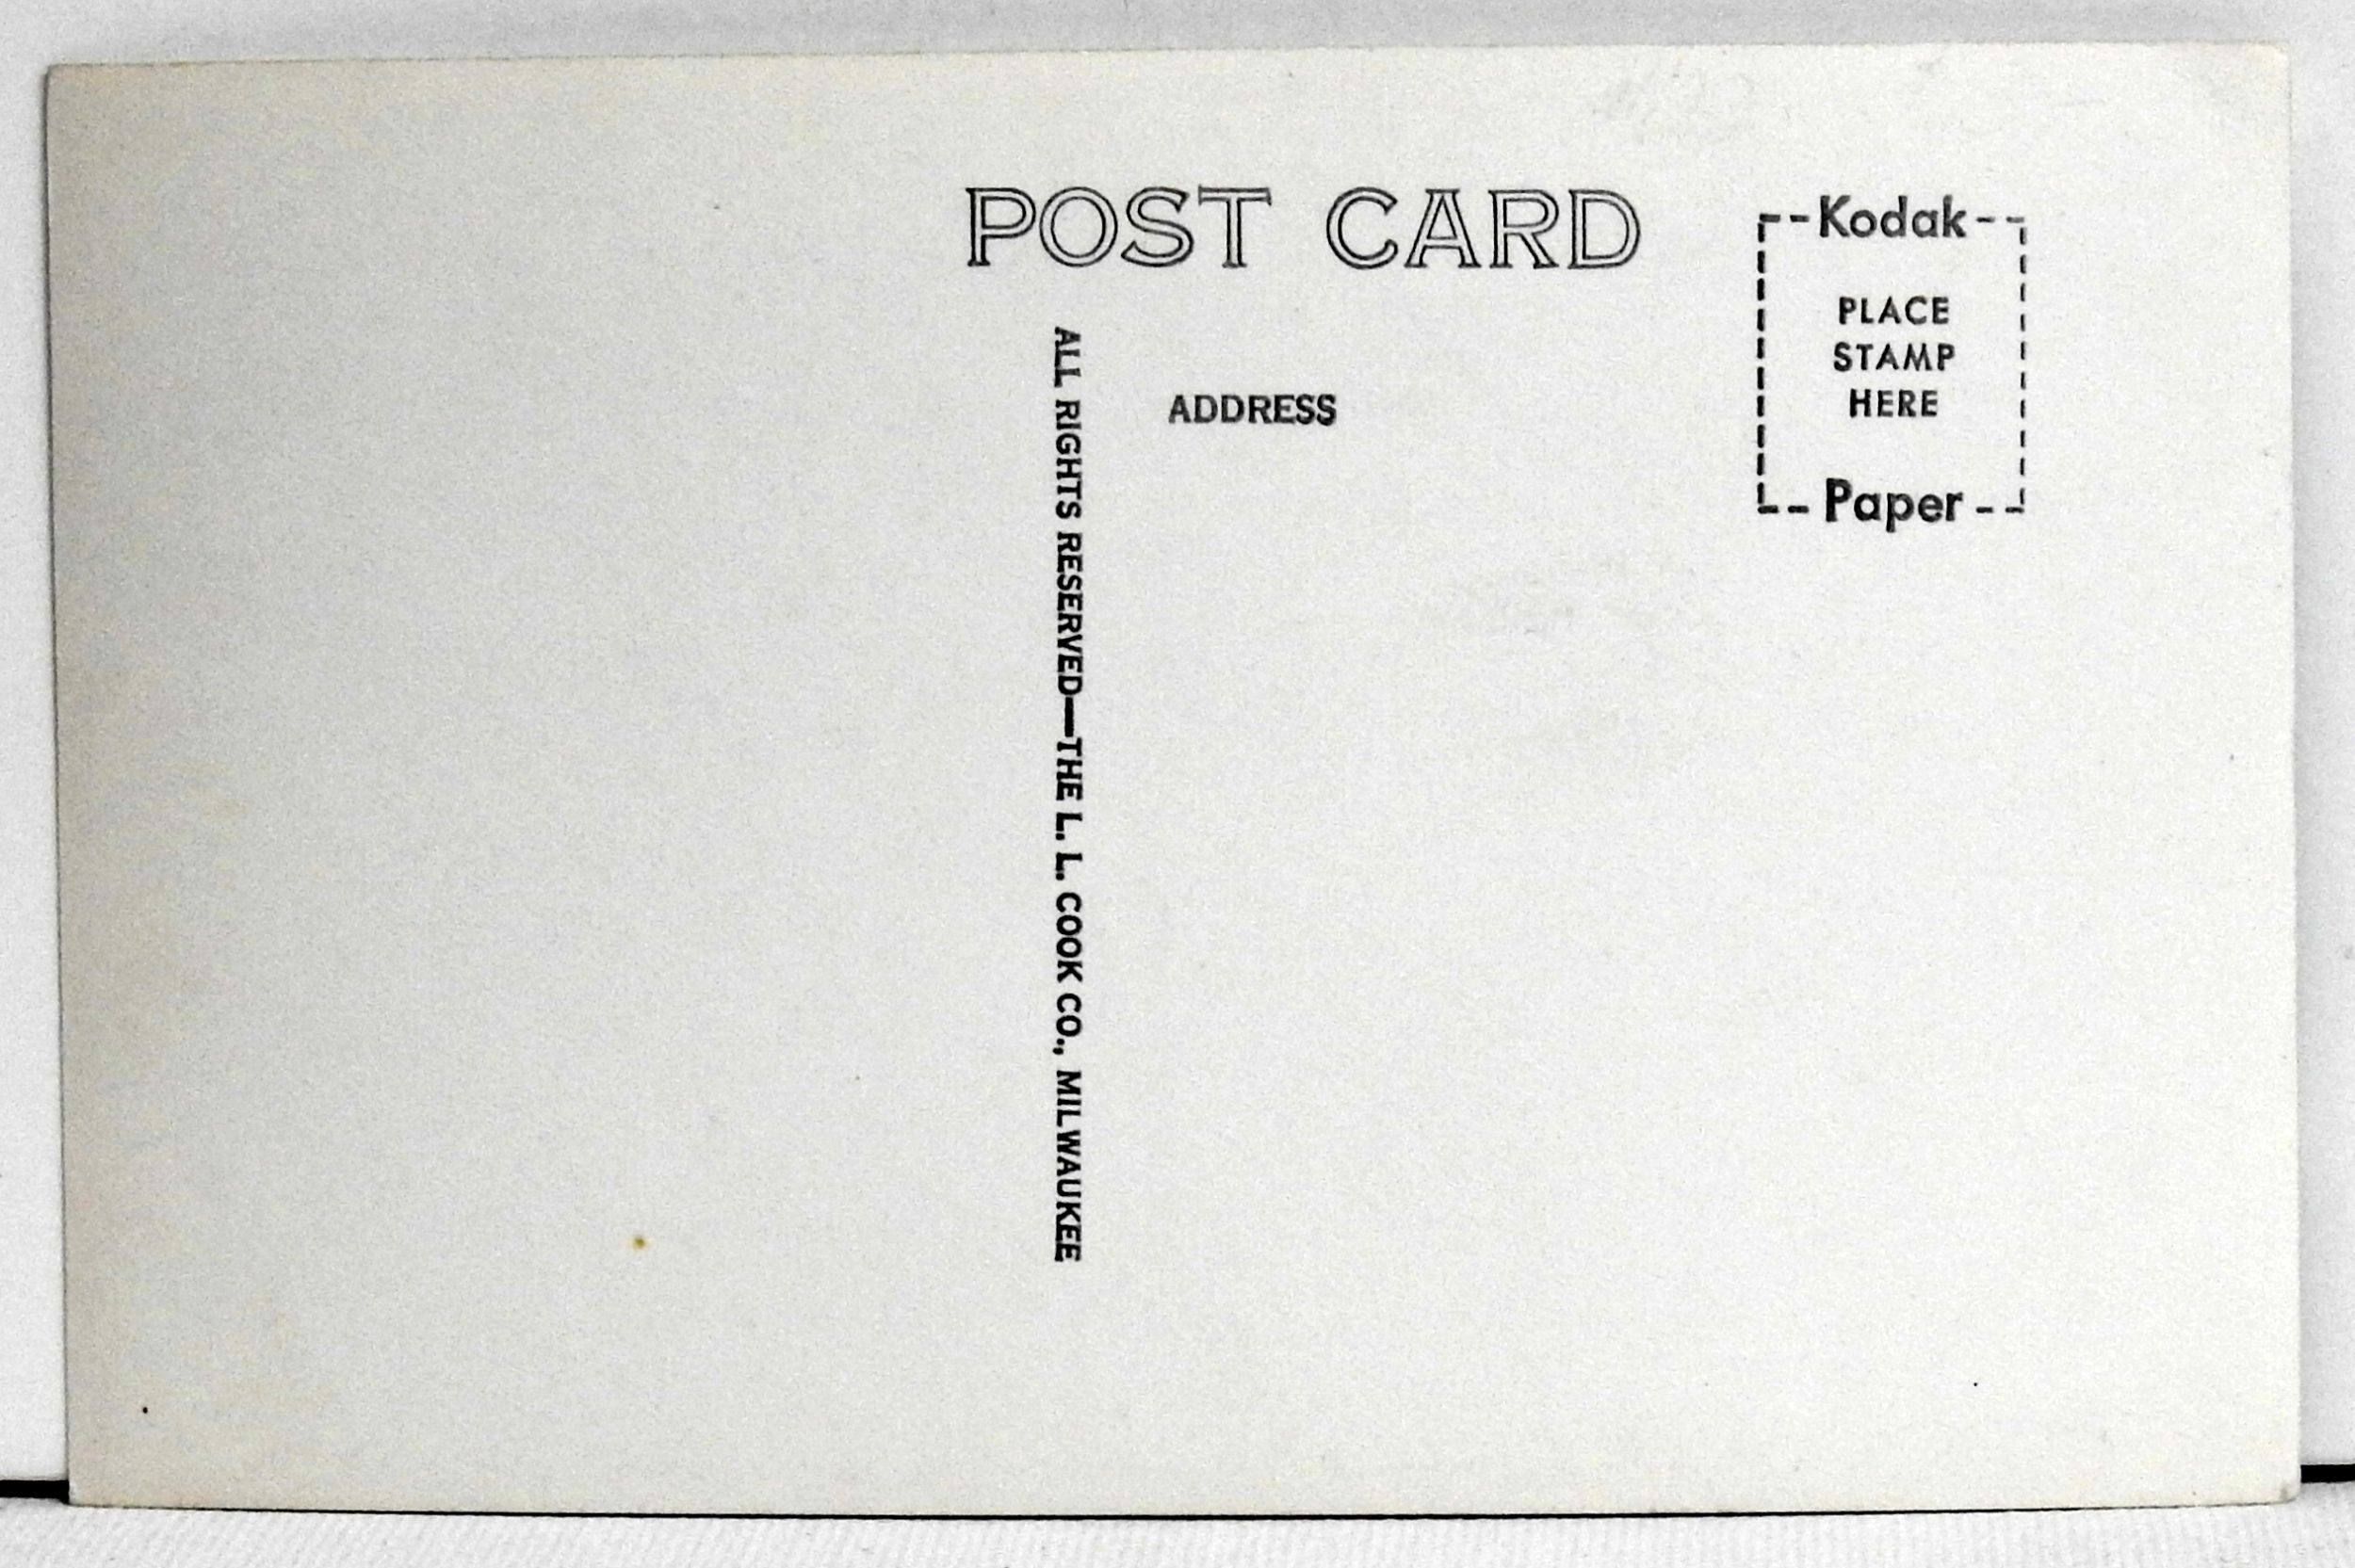 POST CARD
ALL RIGHTS RESERVED—THE L. L. COOK CO., MILWAUKEE
ADDRESS
Kodak
PLACE
STAMP
HERE
Paper